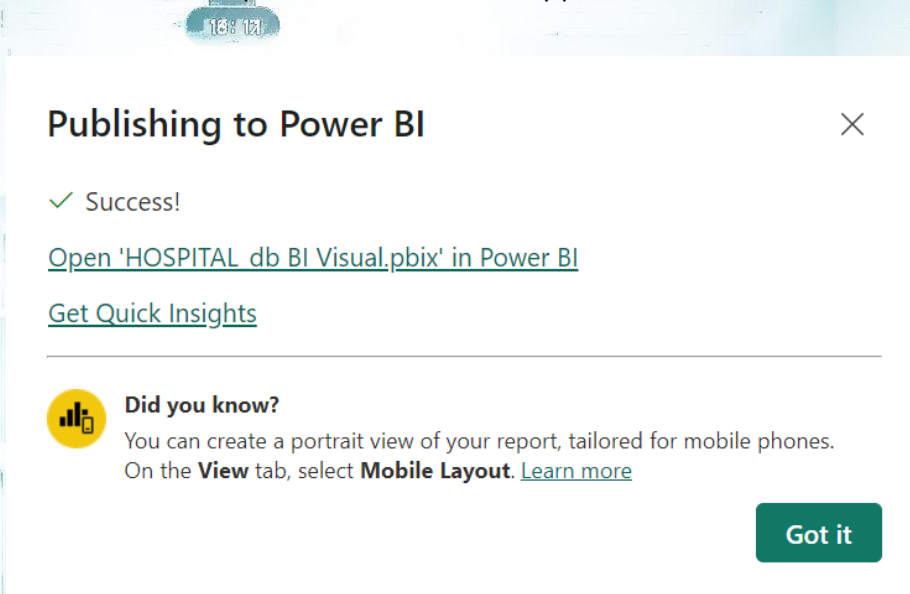 Publishing to Power BI
Success!
Open 'HOSPITAL_db BI Visual.pbix' in Power BI
Get Quick Insights
Did you know?
You can create a portrait view of your report, tailored for mobile phones.
On the View tab, select Mobile Layout. Learn more
Got it